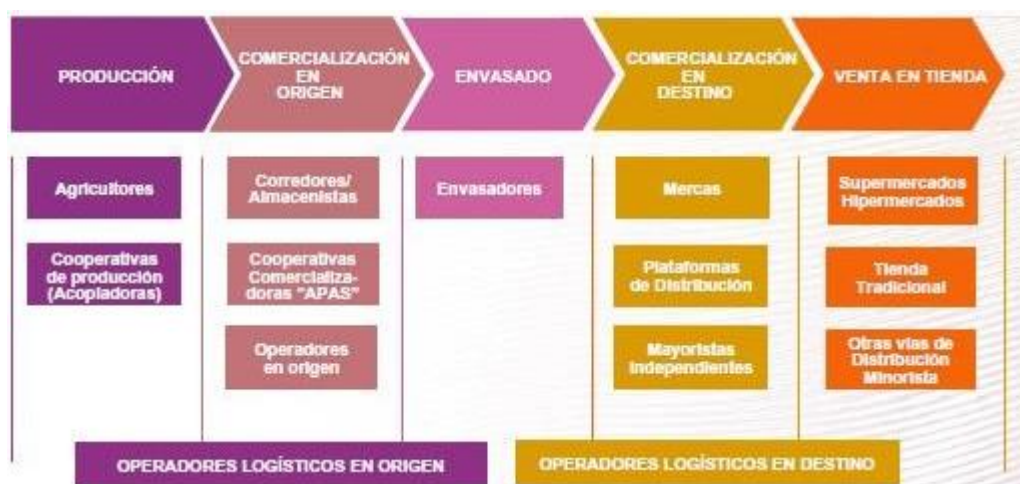 PRODUCCIÓN
COMERCIALIZACIÓN
EN
ORIGEN
ENVASADO
COMERCIALIZACIÓN
EN
DESTINO
VENTA EN TIENDA
Agricultores
Cooperativas
de producción
(Acopladoras)
Corredores/
Almacenistas
Cooperativas
Comercializa-
doras "APAS"
Operadores
en origen
Envasadores
Mercas
Plataformas
de Distribución
Mayoristas
Independientes
Supermercados
Hipermercados
Tienda
Tradicional
Otras vías de
Distribución
Minorista
OPERADORES LOGÍSTICOS EN ORIGEN
OPERADORES LOGÍSTICOS EN DESTINO